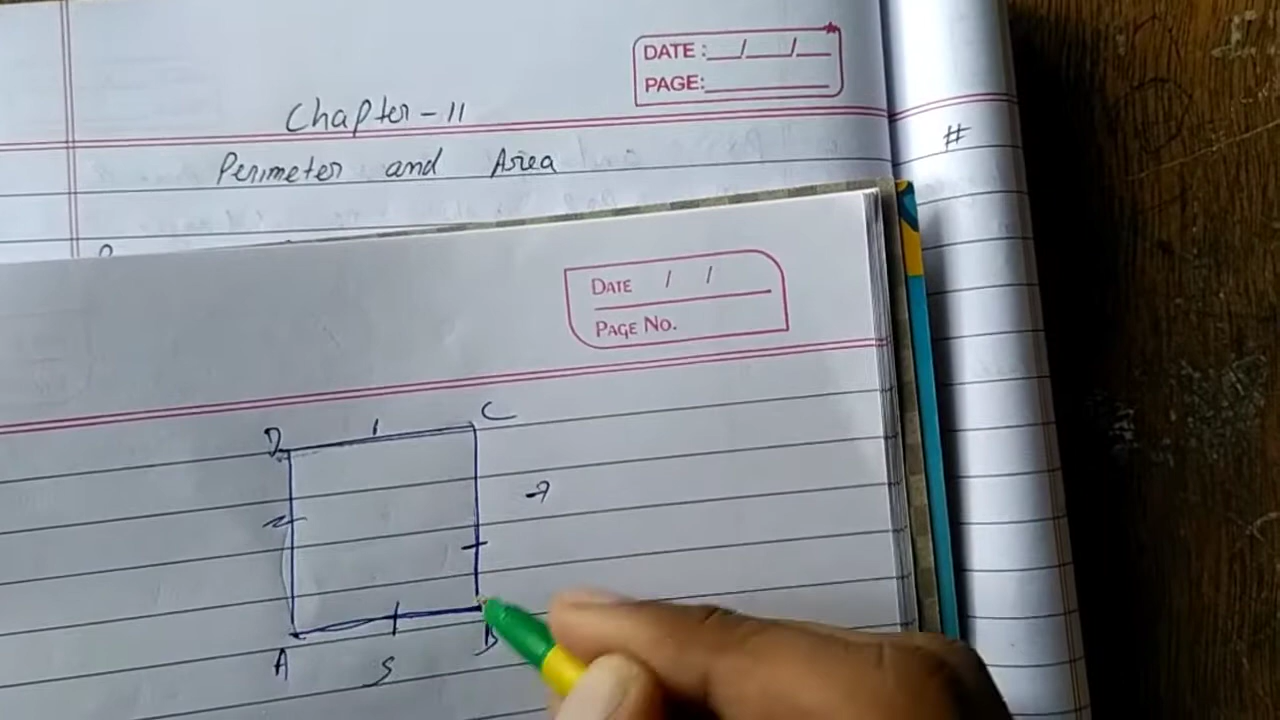 DATE: / /
PAGE:
Chapter - 11
#
Perimeter and Area
DATE / /
PAGE NO.
D
C
A
S
B